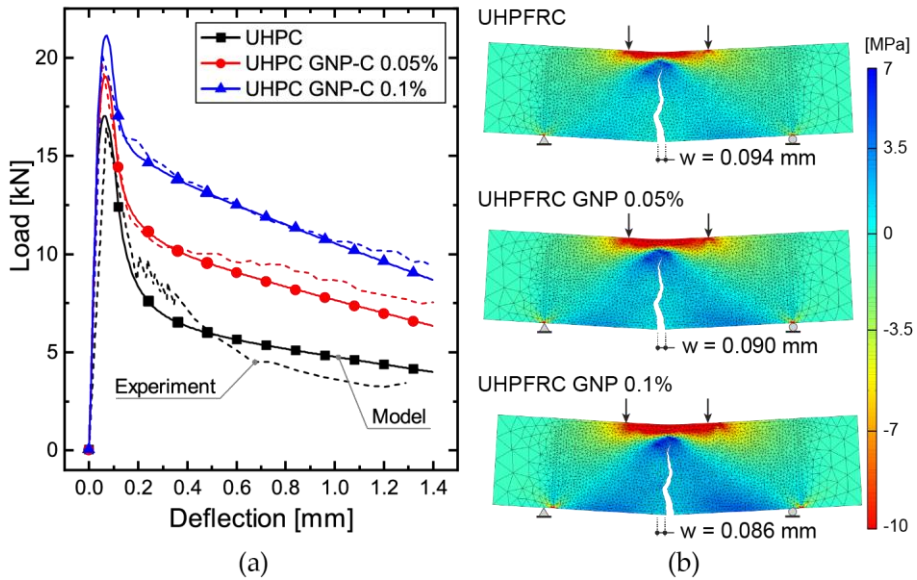 20
15
10
5
0
Load [kN]
UHPC
UHPC GNP-C 0.05%
UHPC GNP-C 0.1%
Experiment
Model
0.0 0.2 0.4 0.6 0.8 1.0 1.2 1.4
Deflection [mm]
(a)
UHPFRC
w = 0.094 mm
UHPFRC GNP 0.05%
w = 0.090 mm
UHPFRC GNP 0.1%
w = 0.086 mm
[MPa]
7
3.5
0
-3.5
-7
-10
(b)